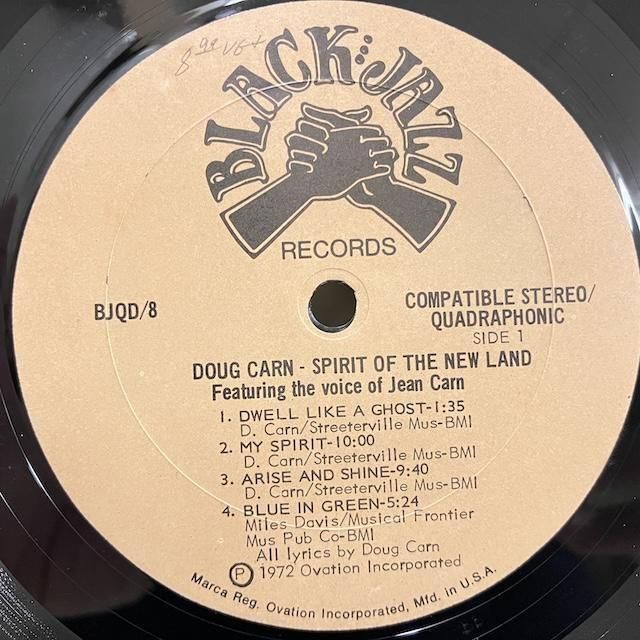 8 99 VG+
BLACK JAZZ
RECORDS
BJQD/8
COMPATIBLE STEREO/
QUADRAPHONIC
SIDE 1
DOUG CARN - SPIRIT OF THE NEW LAND
Featuring the voice of Jean Carn
1. DWELL LIKE A GHOST-1:35
D. Carn/Streeterville Mus-BMI
2. MY SPIRIT-10:00
D. Carn/Streeterville Mus-BMI
3. ARISE AND SHINE-9:40
D. Carn/Streeterville Mus-BMI
4. BLUE IN GREEN-5:24
Miles Davis/Musical Frontier
Mus Pub Co-BMI
All lyrics by Doug Carn
Ⓟ 1972 Ovation Incorporated
Marca Reg. Ovation Incorporated, Mfd. in U.S.A.